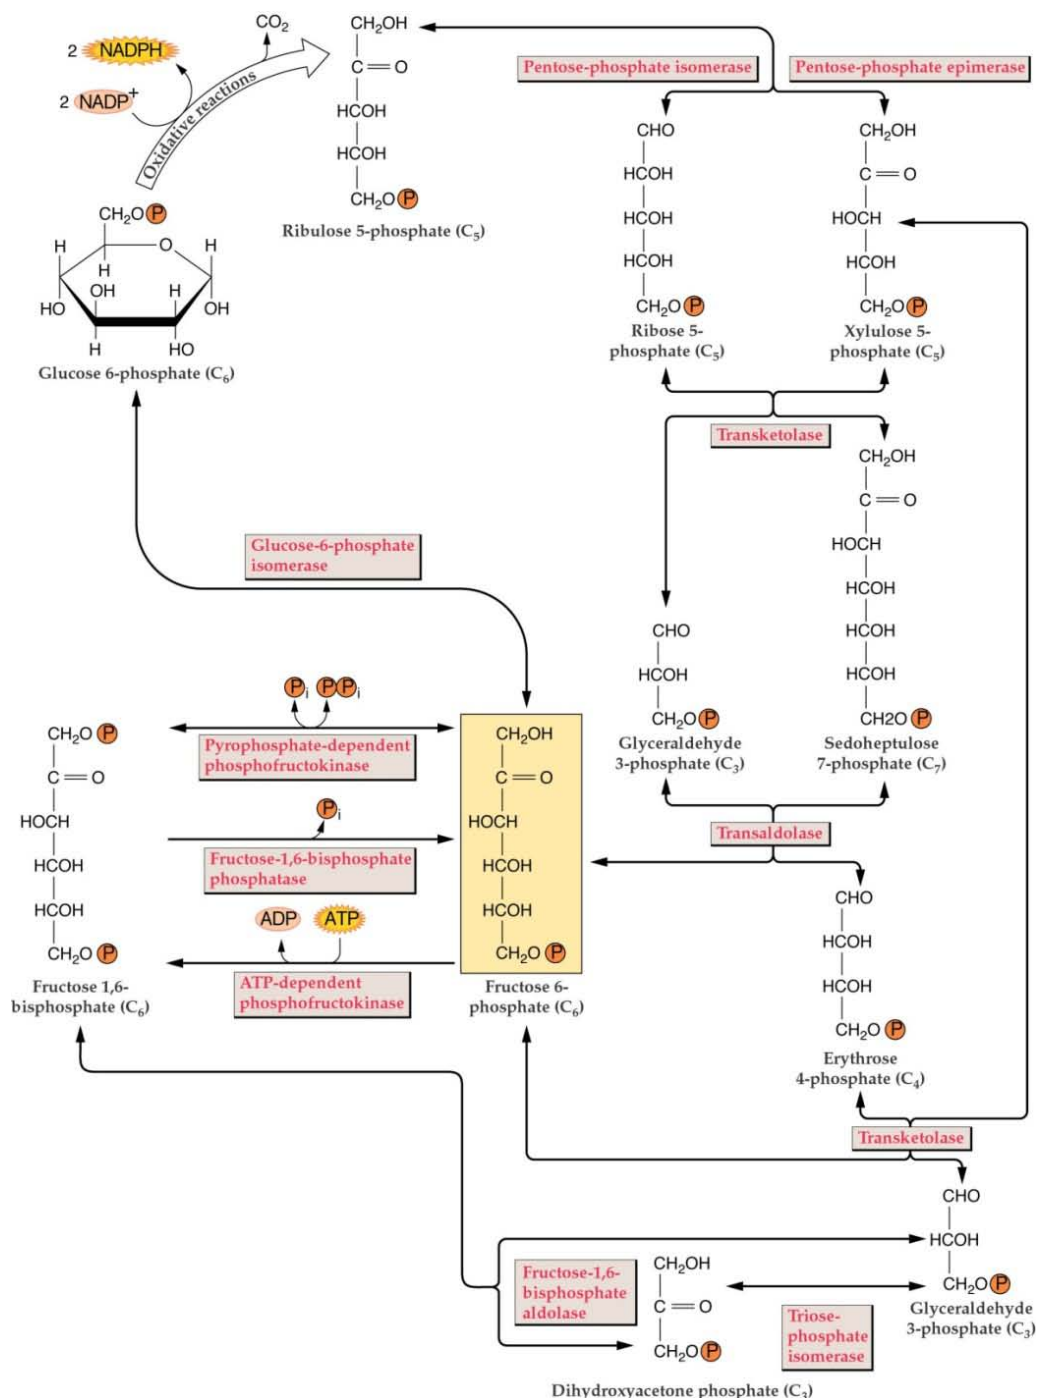 CO2
2 NADPH
2 NADP+
Oxidative reactions
CH2OH
C=O
HCOH
HCOH
CH2O P
Ribulose 5-phosphate (C5)
Pentose-phosphate isomerase
Pentose-phosphate epimerase
CHO
HCOH
HCOH
HCOH
CH2O P
Ribose 5-
phosphate (C5)
CH2OH
C=O
HOCH
HCOH
CH2O P
Xylulose 5-
phosphate (C5)
CH2O P
H
O
H
H
OH
H
HO
OH
H
HO
Glucose 6-phosphate (C6)
Transketolase
CH2OH
C=O
HOCH
HCOH
HCOH
HCOH
CH2O P
Sedoheptulose
7-phosphate (C7)
CHO
HCOH
CH2O P
Glyceraldehyde
3-phosphate (C3)
Glucose-6-phosphate
isomerase
Pi PPi
Pyrophosphate-dependent
phosphofructokinase
Pi
Fructose-1,6-bisphosphate
phosphatase
ADP ATP
ATP-dependent
phosphofructokinase
CH2O P
C=O
HOCH
HCOH
HCOH
CH2O P
Fructose 1,6-
bisphosphate (C6)
CH2OH
C=O
HOCH
HCOH
HCOH
CH2O P
Fructose 6-
phosphate (C6)
Transaldolase
CHO
HCOH
HCOH
CH2O P
Erythrose
4-phosphate (C4)
Transketolase
CHO
HCOH
CH2O P
Glyceraldehyde
3-phosphate (C3)
Fructose-1,6-
bisphosphate
aldolase
CH2OH
C=O
CH2O P
Triose-
phosphate
isomerase
Dihydroxyacetone phosphate (C3)